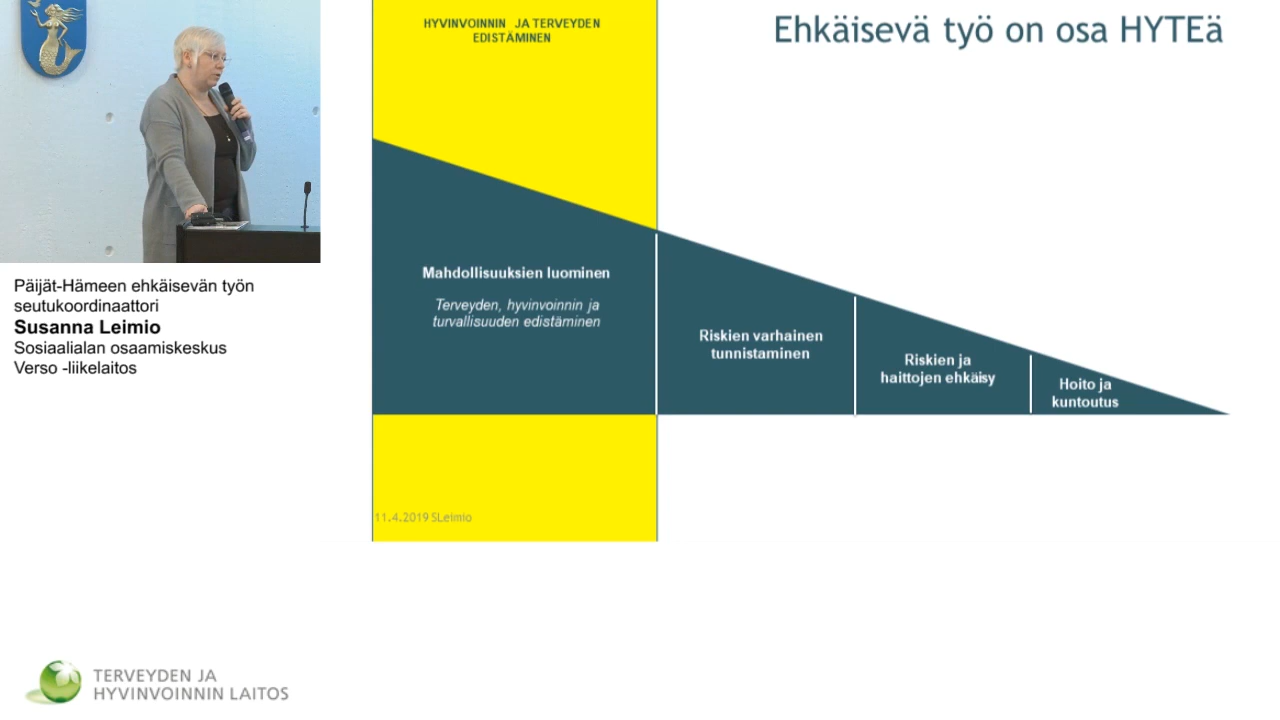 HYVINVOINNIN JA TERVEYDEN
EDISTÄMINEN
Ehkäisevä työ on osa HYTEä
Mahdollisuuksien luominen
Terveyden, hyvinvoinnin ja
turvallisuuden edistäminen
Riskien varhainen
tunnistaminen
Riskien ja
haittojen ehkäisy
Hoito ja
kuntoutus
11.4.2019 SLeimio
Päijät-Hämeen ehkäisevän työn
seutukoordinaattori
Susanna Leimio
Sosiaalialan osaamiskeskus
Verso -liikelaitos
TERVEYDEN JA
HYVINVOINNIN LAITOS